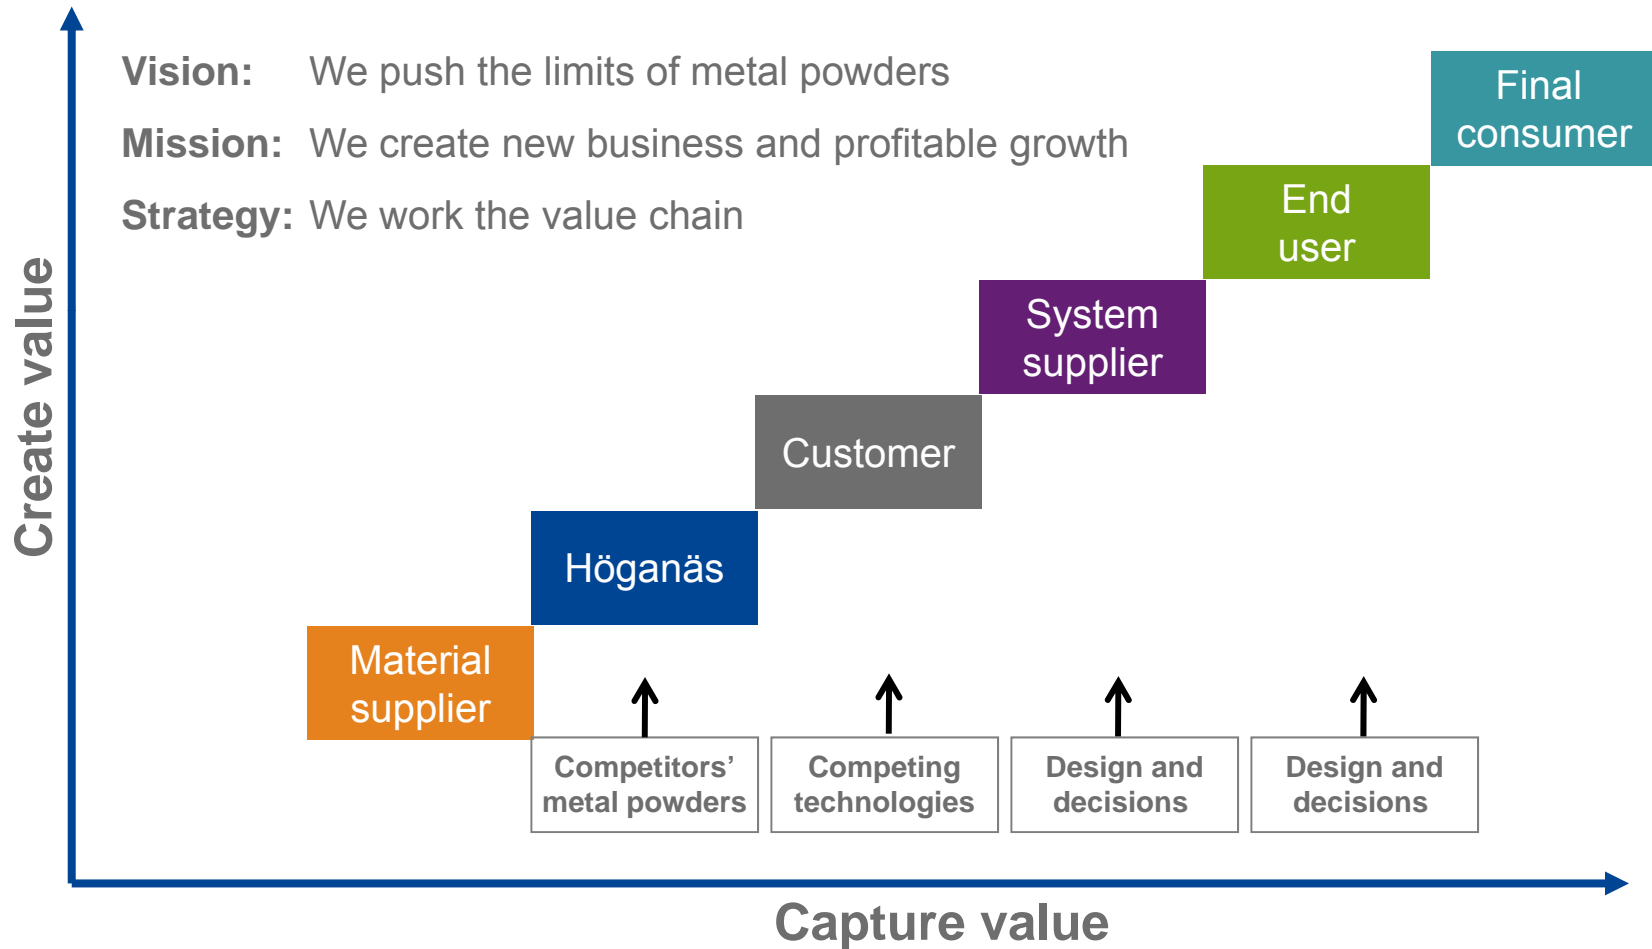 Vision: We push the limits of metal powders
Mission: We create new business and profitable growth
Strategy: We work the value chain
Final
consumer
End
user
System
supplier
Customer
Höganäs
Material
supplier
Competitors’
metal powders
Competing
technologies
Design and
decisions
Design and
decisions
Create value
Capture value